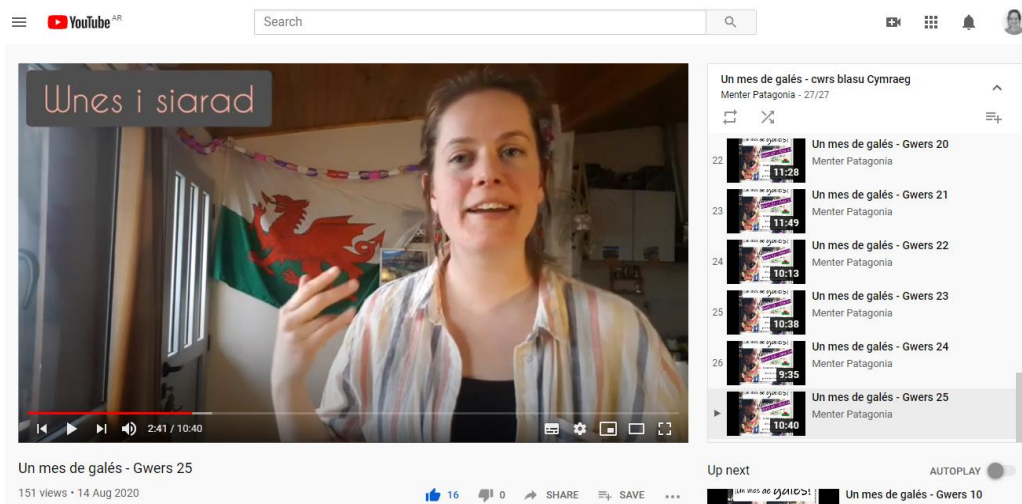 YouTube AR
Search
Wnes i siarad
2:41 / 10:40
Un mes de galés - Gwers 25
151 views • 14 Aug 2020
16
0
SHARE
SAVE
Un mes de galés - cwrs blasu Cymraeg
Menter Patagonia - 27/27
22
11:28
Un mes de galés - Gwers 20
Menter Patagonia
23
11:49
Un mes de galés - Gwers 21
Menter Patagonia
24
10:13
Un mes de galés - Gwers 22
Menter Patagonia
25
10:38
Un mes de galés - Gwers 23
Menter Patagonia
26
9:35
Un mes de galés - Gwers 24
Menter Patagonia
10:40
Un mes de galés - Gwers 25
Menter Patagonia
Up next
AUTOPLAY
Un mes de galés!
Un mes de galés - Gwers 10